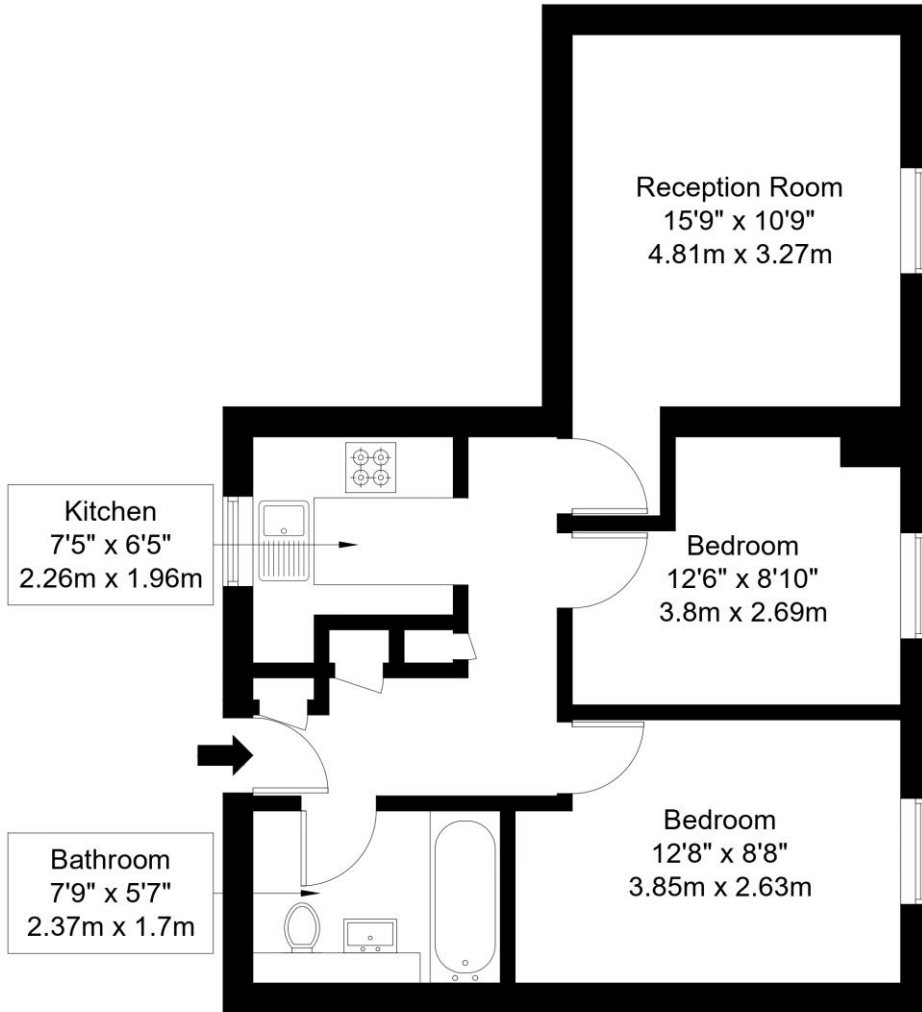 Reception Room
15'9" x 10'9"
4.81m x 3.27m
Kitchen
7'5" x 6'5"
2.26m x 1.96m
Bedroom
12'6" x 8'10"
3.8m x 2.69m
Bathroom
7'9" x 5'7"
2.37m x 1.7m
Bedroom
12'8" x 8'8"
3.85m x 2.63m